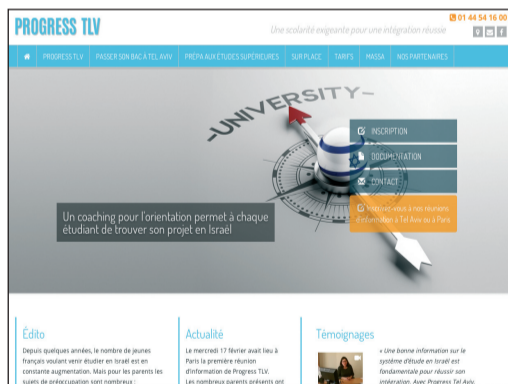 PROGRESS TLV
Une scolarité exigeante pour une intégration réussie
01 44 54 16 00
PROGRESS TLV PASSER SON BAC À TEL AVIV PRÉPA AUX ÉTUDES SUPÉRIEURES SUR PLACE TARIFS MASSA NOS PARTENAIRES
-UNIVERSITY-
INSCRIPTION
DOCUMENTATION
CONTACT
Inscrivez-vous à nos réunions
d'information à Tel Aviv ou à Paris
Un coaching pour l'orientation permet à chaque
étudiant de trouver son projet en Israël
Édito
Depuis quelques années, le nombre de jeunes
français voulant venir étudier en Israël est en
constante augmentation. Mais pour les parents les
sujets de préoccupation sont nombreux :
Actualité
Le mercredi 17 février avait lieu à
Paris la première réunion
d'information de Progress TLV.
Les nombreux parents présents ont
Témoignages
« Une bonne information sur le
système d'étude en Israël est
fondamentale pour réussir son
intégration. Avec Progress Tel Aviv,